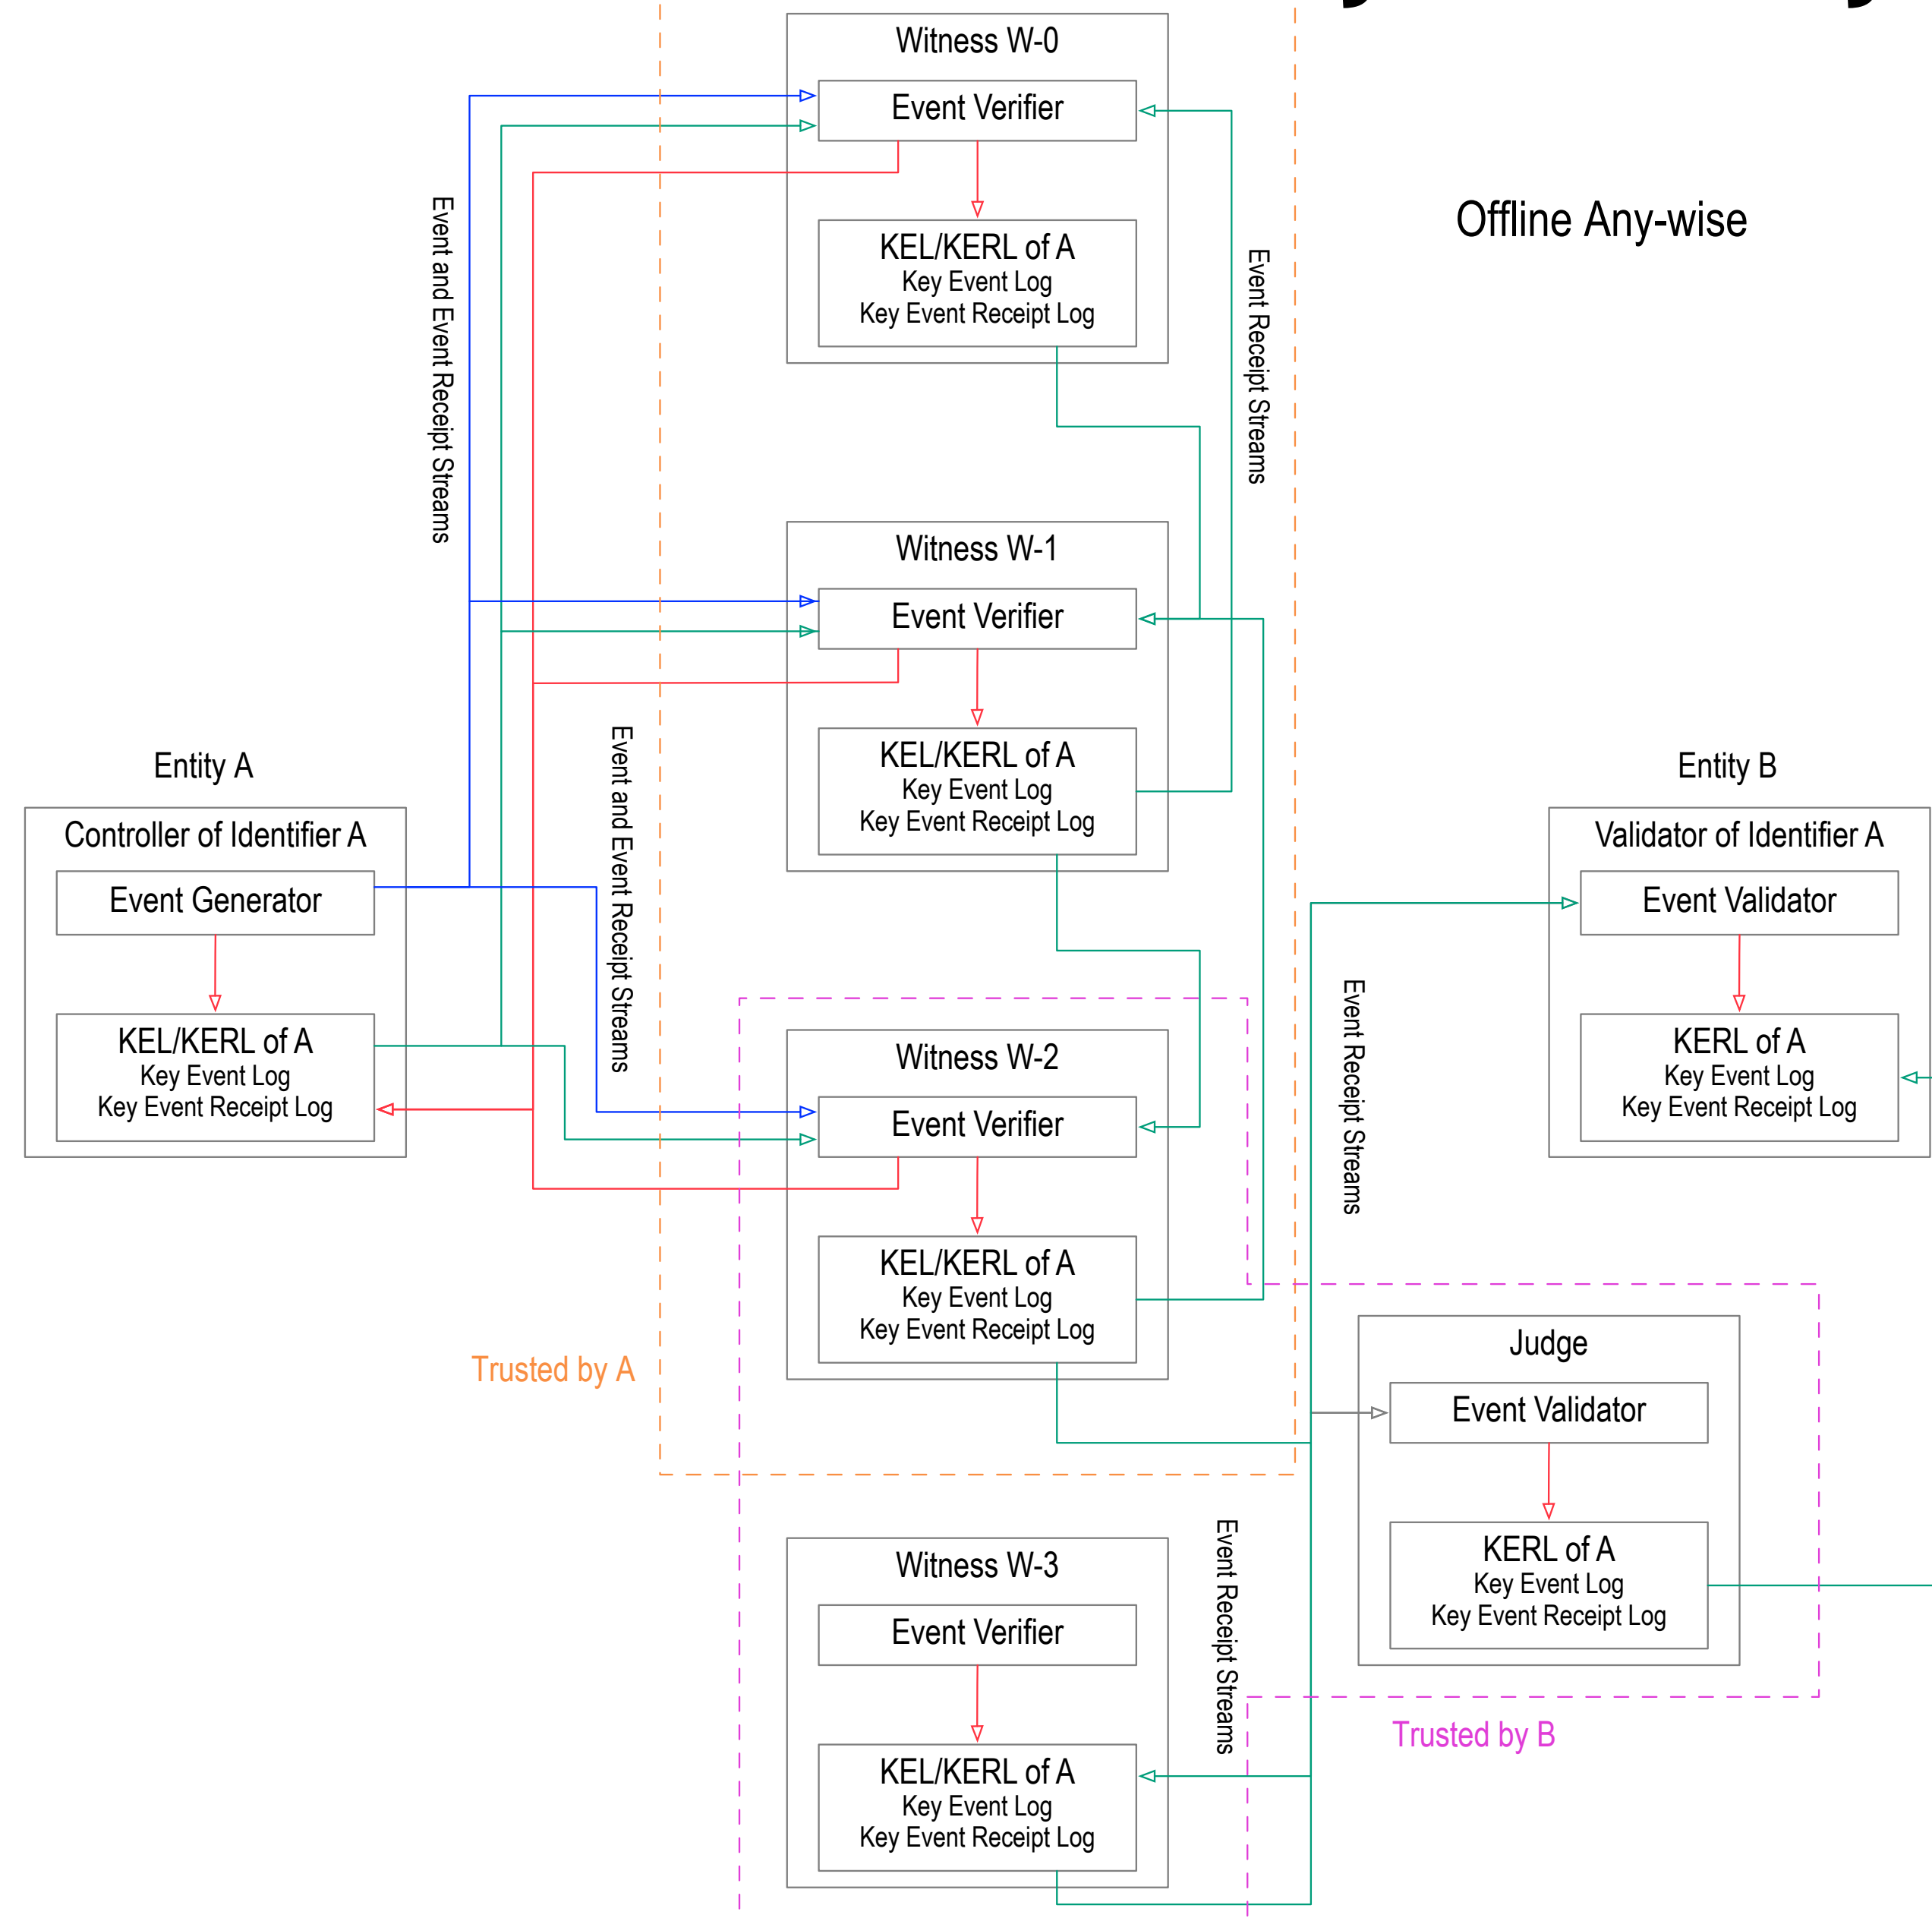 Witness W-0
Event Verifier
KEL/KERL of A
Key Event Log
Key Event Receipt Log
Event and Event Receipt Streams
Event Receipt Streams
Offline Any-wise
Witness W-1
Event Verifier
KEL/KERL of A
Key Event Log
Key Event Receipt Log
Event and Event Receipt Streams
Entity A
Controller of Identifier A
Event Generator
KEL/KERL of A
Key Event Log
Key Event Receipt Log
Entity B
Validator of Identifier A
Event Validator
KERL of A
Key Event Log
Key Event Receipt Log
Event Receipt Streams
Witness W-2
Event Verifier
KEL/KERL of A
Key Event Log
Key Event Receipt Log
Trusted by A
Judge
Event Validator
KERL of A
Key Event Log
Key Event Receipt Log
Trusted by B
Witness W-3
Event Verifier
KEL/KERL of A
Key Event Log
Key Event Receipt Log
Event Receipt Streams